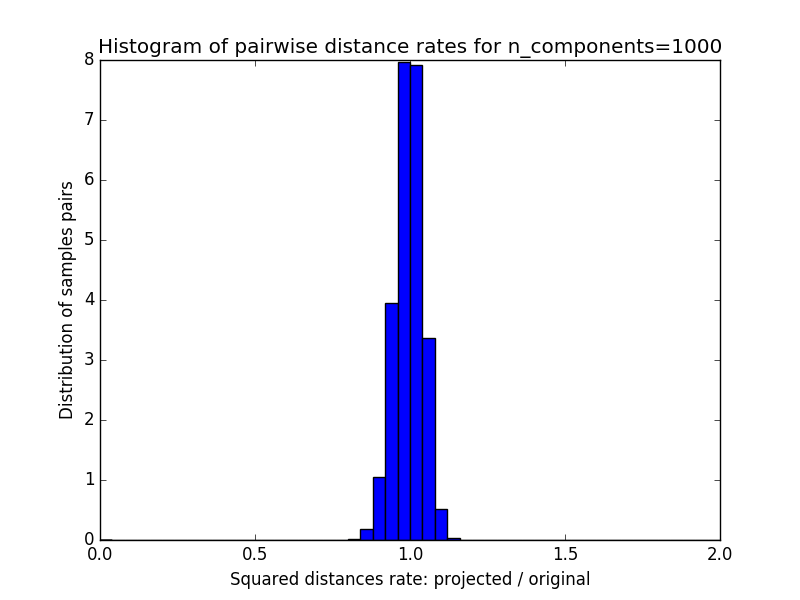 Histogram of pairwise distance rates for n_components=1000
8
7
6
5
4
3
2
1
0
Distribution of samples pairs
0.0 0.5 1.0 1.5 2.0
Squared distances rate: projected / original